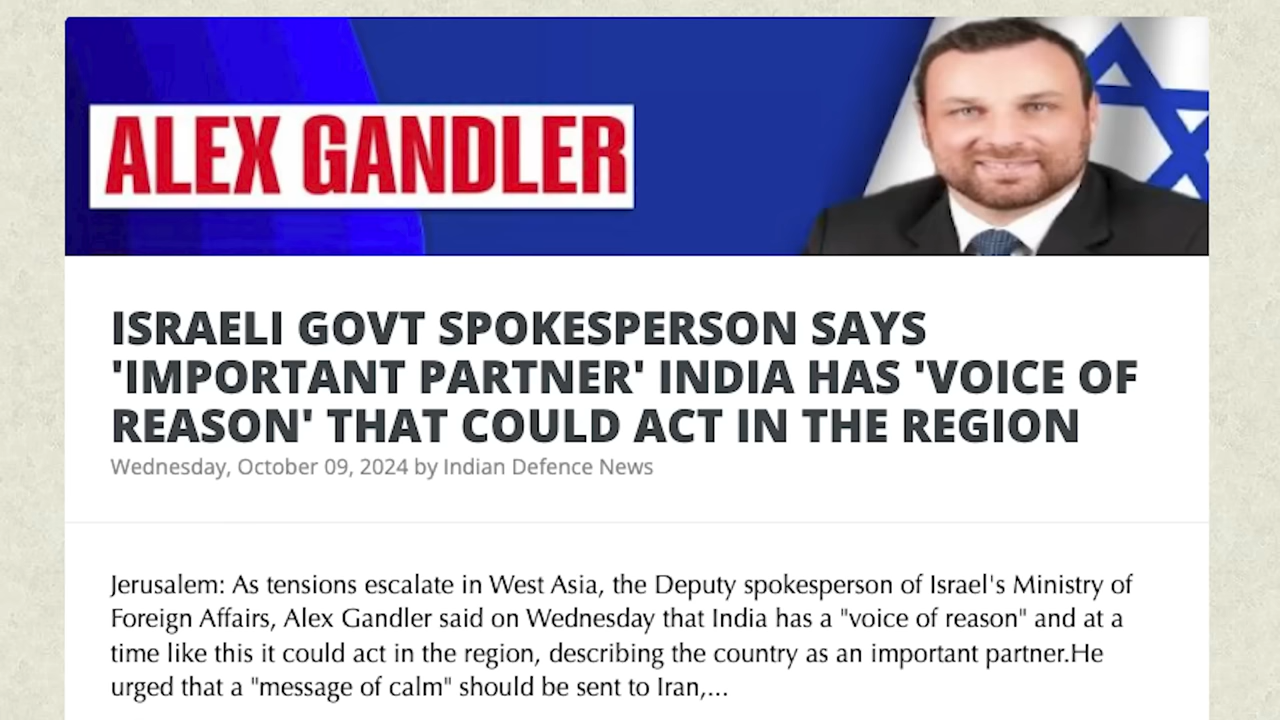 ALEX GANDLER
ISRAELI GOVT SPOKESPERSON SAYS
'IMPORTANT PARTNER' INDIA HAS 'VOICE OF
REASON' THAT COULD ACT IN THE REGION
Wednesday, October 09, 2024 by Indian Defence News
Jerusalem: As tensions escalate in West Asia, the Deputy spokesperson of Israel's Ministry of
Foreign Affairs, Alex Gandler said on Wednesday that India has a "voice of reason" and at a
time like this it could act in the region, describing the country as an important partner.He
urged that a "message of calm" should be sent to Iran,...